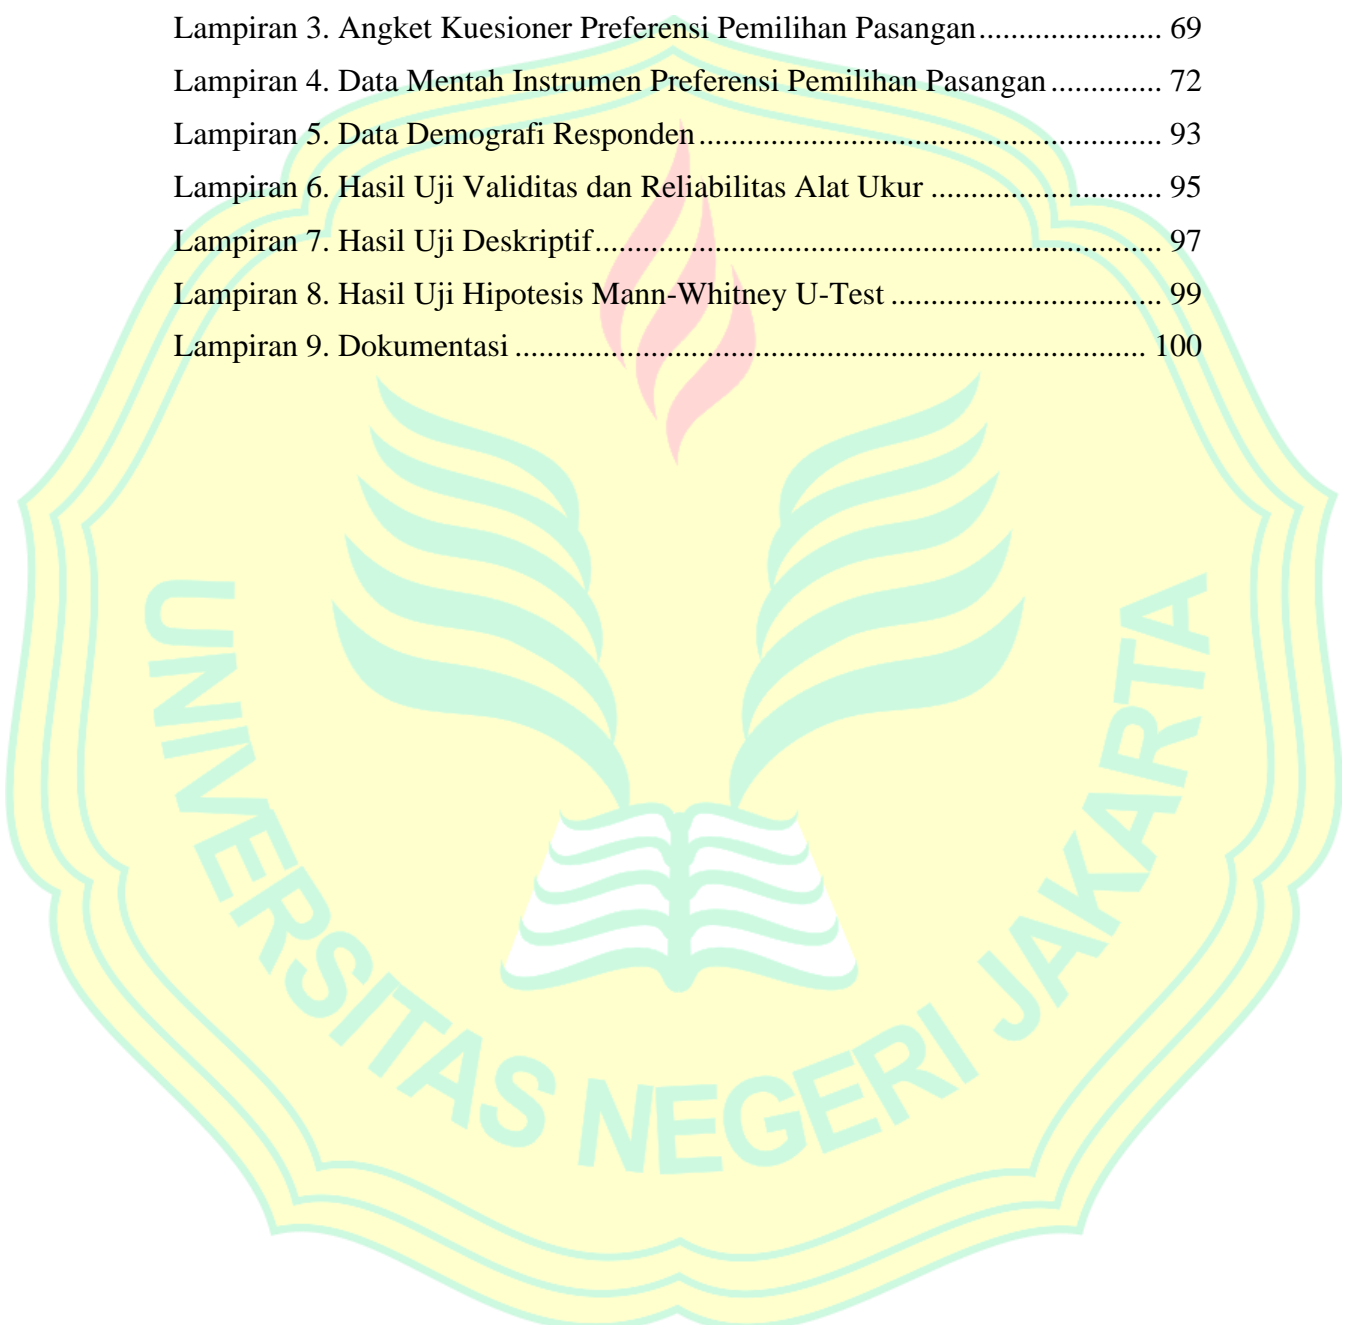 Lampiran 3. Angket Kuesioner Preferensi Pemilihan Pasangan....................... 69
Lampiran 4. Data Mentah Instrumen Preferensi Pemilihan Pasangan.............. 72
Lampiran 5. Data Demografi Responden.......................................................... 93
Lampiran 6. Hasil Uji Validitas dan Reliabilitas Alat Ukur ............................. 95
Lampiran 7. Hasil Uji Deskriptif....................................................................... 97
Lampiran 8. Hasil Uji Hipotesis Mann-Whitney U-Test .................................. 99
Lampiran 9. Dokumentasi ............................................................................... 100
UNIVERSITAS NEGERI JAKARTA